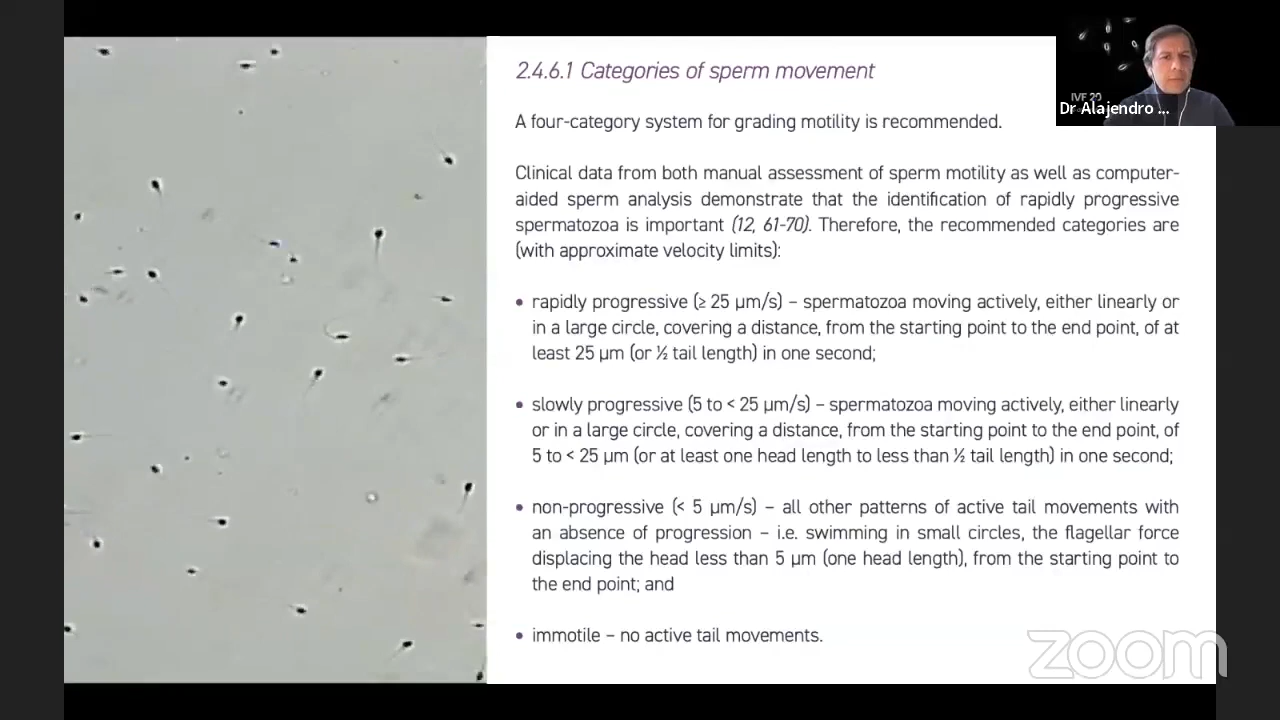 2.4.6.1 Categories of sperm movement
IVF 20
Dr Alajendro ...
A four-category system for grading motility is recommended.
Clinical data from both manual assessment of sperm motility as well as computer-
aided sperm analysis demonstrate that the identification of rapidly progressive
spermatozoa is important (12, 61-70). Therefore, the recommended categories are
(with approximate velocity limits):
• rapidly progressive (≥ 25 µm/s) – spermatozoa moving actively, either linearly or
in a large circle, covering a distance, from the starting point to the end point, of at
least 25 µm (or ½ tail length) in one second;
• slowly progressive (5 to < 25 µm/s) – spermatozoa moving actively, either linearly
or in a large circle, covering a distance, from the starting point to the end point, of
5 to < 25 µm (or at least one head length to less than ½ tail length) in one second;
• non-progressive (< 5 µm/s) – all other patterns of active tail movements with
an absence of progression – i.e. swimming in small circles, the flagellar force
displacing the head less than 5 µm (one head length), from the starting point to
the end point; and
• immotile – no active tail movements.
zoom